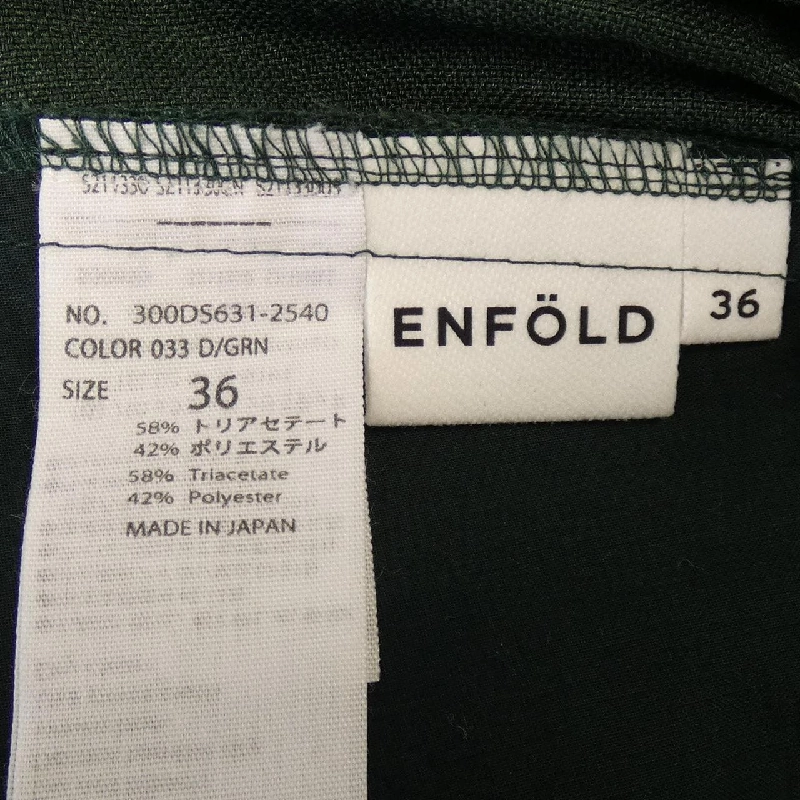 NO. 300DS631-2540
COLOR 033 D/GRN
SIZE 36
58% トリアセテート
42% ポリエステル
58% Triacetate
42% Polyester
MADE IN JAPAN
ENFÖLD
36